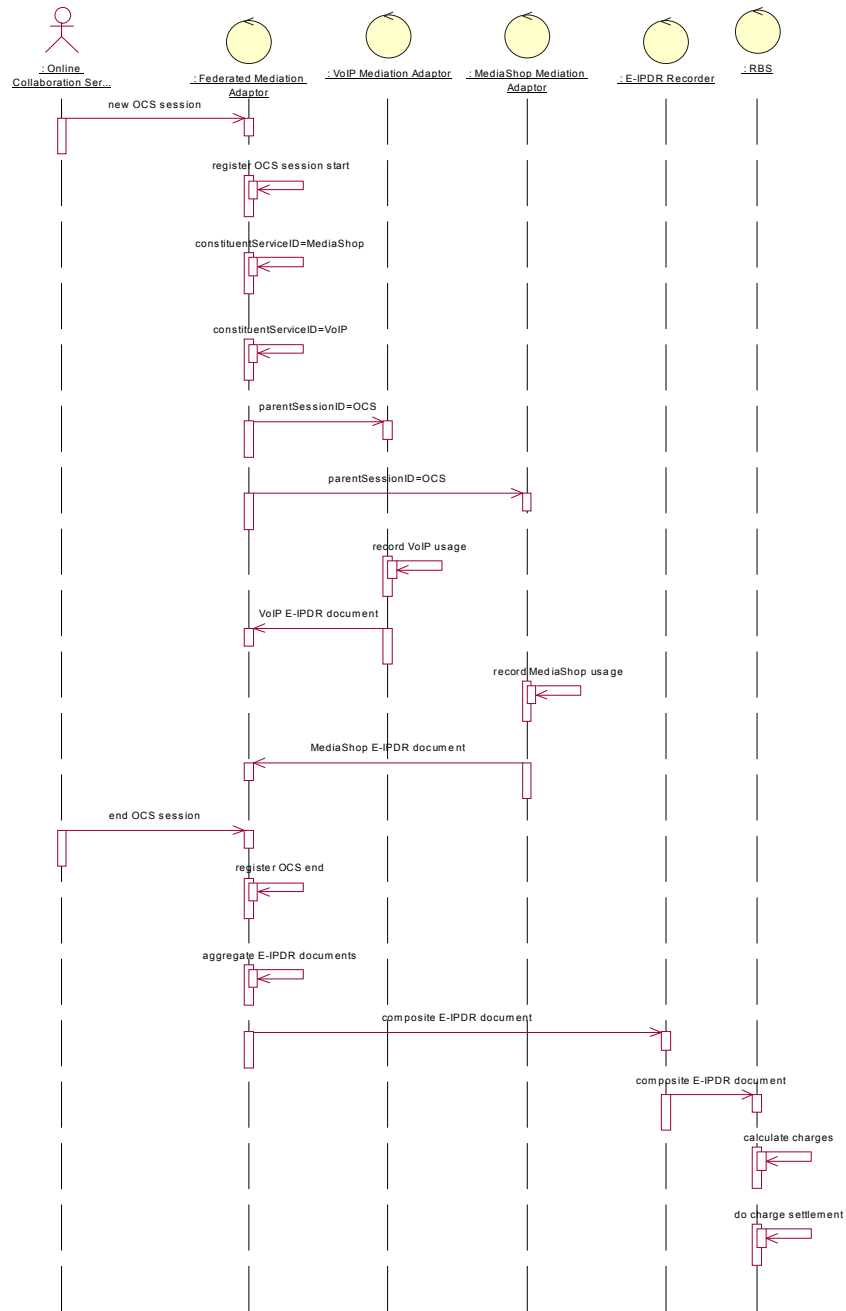 : Online
Collaboration Ser...
: Federated Mediation
Adaptor
: VoIP Mediation Adaptor
: MediaShop Mediation
Adaptor
: E-IPDR Recorder
: RBS
new OCS session
register OCS session start
constituentServiceID=MediaShop
constituentServiceID=VoIP
parentSessionID=OCS
parentSessionID=OCS
record VoIP usage
VoIP E-IPDR document
record MediaShop usage
MediaShop E-IPDR document
end OCS session
register OCS end
aggregate E-IPDR documents
composite E-IPDR document
composite E-IPDR document
calculate charges
do charge settlement